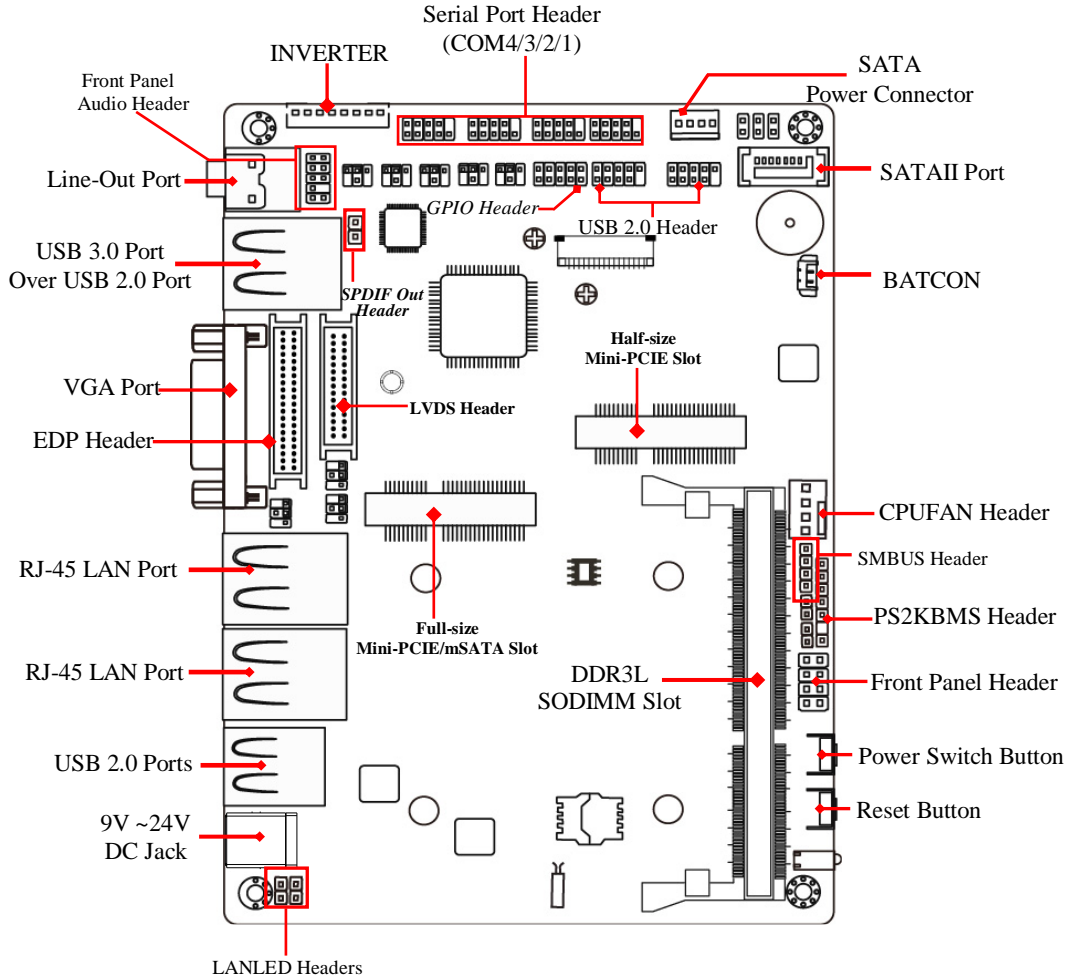 Serial Port Header
(COM4/3/2/1)
INVERTER
SATA
Power Connector
Front Panel
Audio Header
Line-Out Port
SATAII Port
GPIO Header
USB 2.0 Header
USB 3.0 Port
Over USB 2.0 Port
BATCON
SPDIF Out
Header
Half-size
Mini-PCIE Slot
VGA Port
LVDS Header
EDP Header
CPUFAN Header
SMBUS Header
RJ-45 LAN Port
PS2KBMS Header
Full-size
Mini-PCIE/mSATA Slot
RJ-45 LAN Port
DDR3L
SODIMM Slot
Front Panel Header
USB 2.0 Ports
Power Switch Button
Reset Button
9V ~24V
DC Jack
LANLED Headers